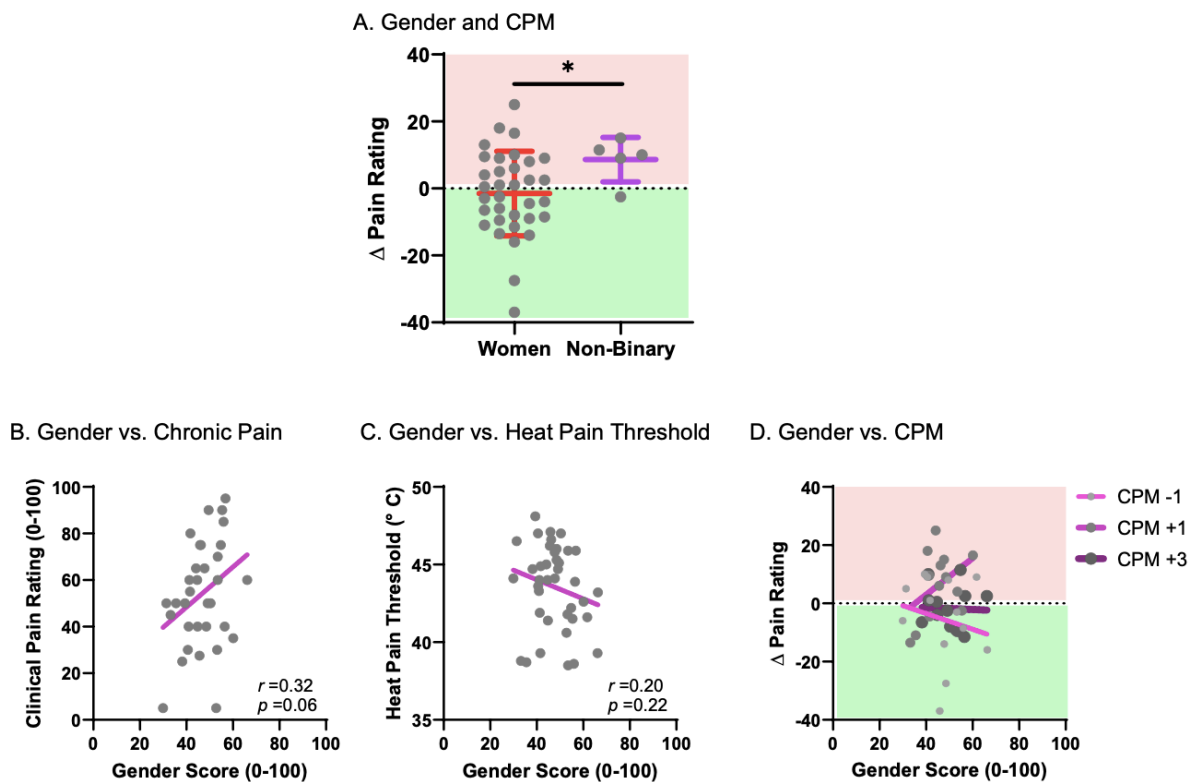 A. Gender and CPM
40
20
0
-20
-40
Δ Pain Rating
*
Women Non-Binary
B. Gender vs. Chronic Pain
100
80
60
40
20
0
Clinical Pain Rating (0-100)
r =0.32
p =0.06
0 20 40 60 80 100
Gender Score (0-100)
C. Gender vs. Heat Pain Threshold
50
45
40
35
Heat Pain Threshold (° C)
r =0.20
p =0.22
0 20 40 60 80 100
Gender Score (0-100)
D. Gender vs. CPM
40
20
0
-20
-40
Δ Pain Rating
0 20 40 60 80 100
Gender Score (0-100)
CPM -1
CPM +1
CPM +3